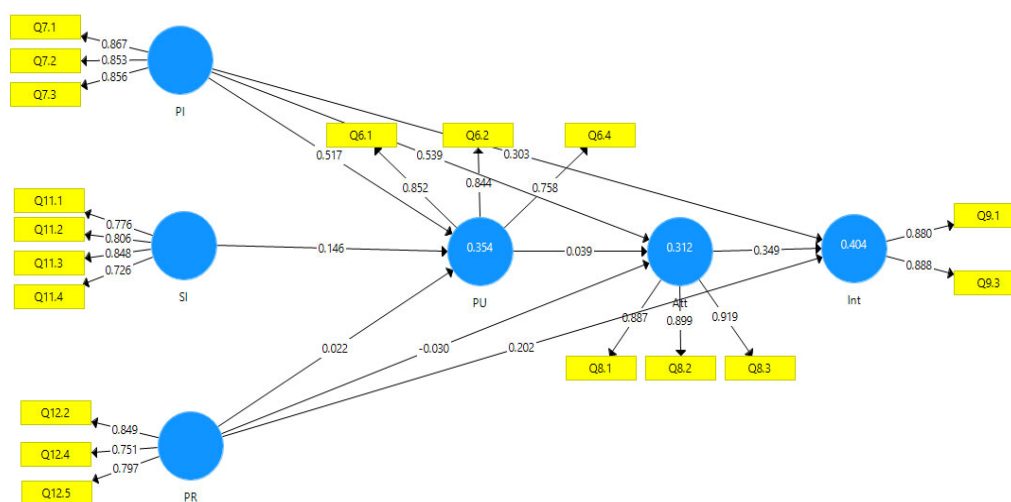 Q7.1
0.867
Q7.2
0.853
Q7.3
0.856
PI
Q6.1
Q6.2
Q6.4
0.517
0.539
0.303
0.852
0.844
0.758
Q11.1
0.776
Q11.2
0.806
Q11.3
0.848
Q11.4
0.726
SI
0.146
0.354
PU
0.039
0.312
Att
0.349
0.404
Int
0.880
Q9.1
0.888
Q9.3
0.887
0.899
0.919
Q8.1
Q8.2
Q8.3
0.022
-0.030
0.202
Q12.2
0.849
Q12.4
0.751
Q12.5
0.797
PR